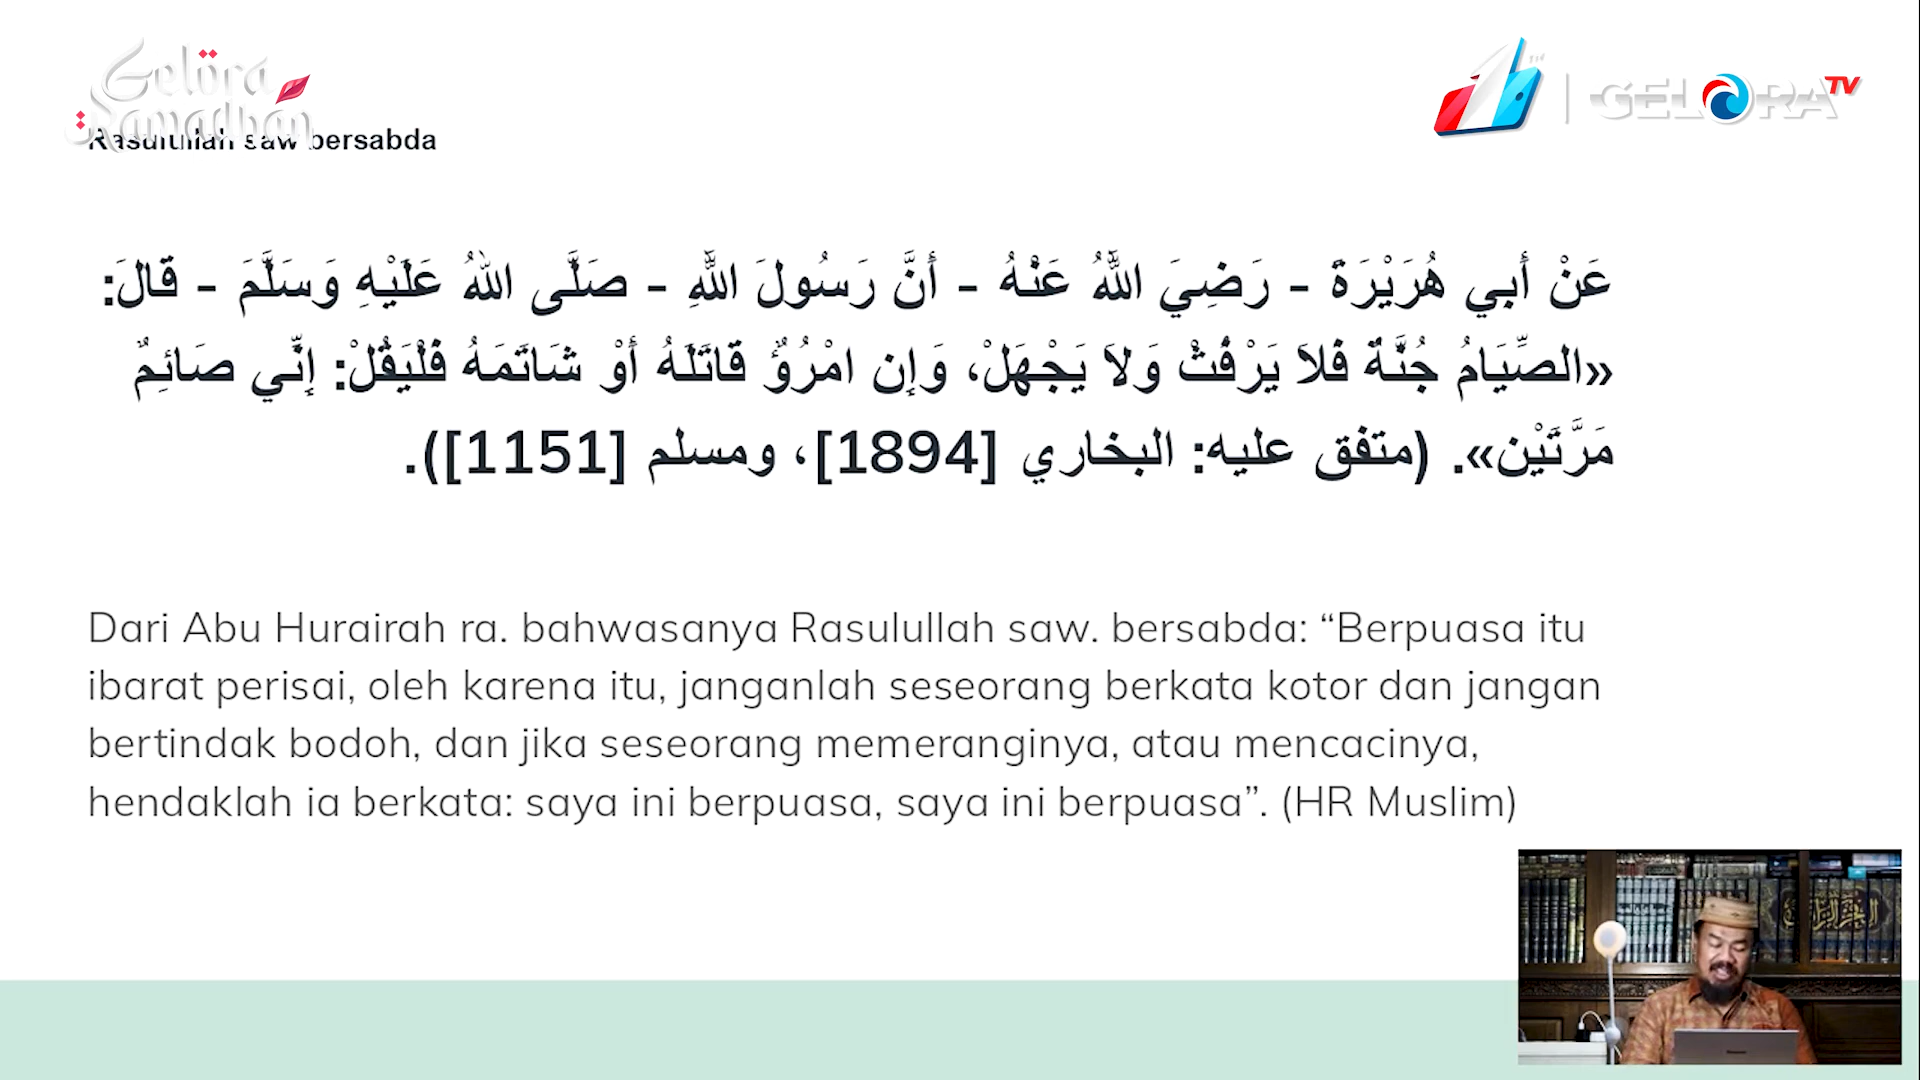 Gelora
Ramadhan
GELORA TV
Rasulullah saw bersabda
عَنْ أَبِي هُرَيْرَةَ - رَضِيَ اللَّهُ عَنْهُ - أَنَّ رَسُولَ اللَّهِ - صَلَّى اللهُ عَلَيْهِ وَسَلَّمَ - قَالَ:
«الصِّيَامُ جُنَّةٌ فَلاَ يَرْفُثْ وَلاَ يَجْهَلْ، وَإِن امْرُؤٌ قَاتَلَهُ أَوْ شَاتَمَهُ فَلْيَقُلْ: إِنِّي صَائِمٌ
مَرَّتَيْن». (متفق عليه: البخاري [1894]، ومسلم [1151]).
Dari Abu Hurairah ra. bahwasanya Rasulullah saw. bersabda: “Berpuasa itu
ibarat perisai, oleh karena itu, janganlah seseorang berkata kotor dan jangan
bertindak bodoh, dan jika seseorang memeranginya, atau mencacinya,
hendaklah ia berkata: saya ini berpuasa, saya ini berpuasa”. (HR Muslim)